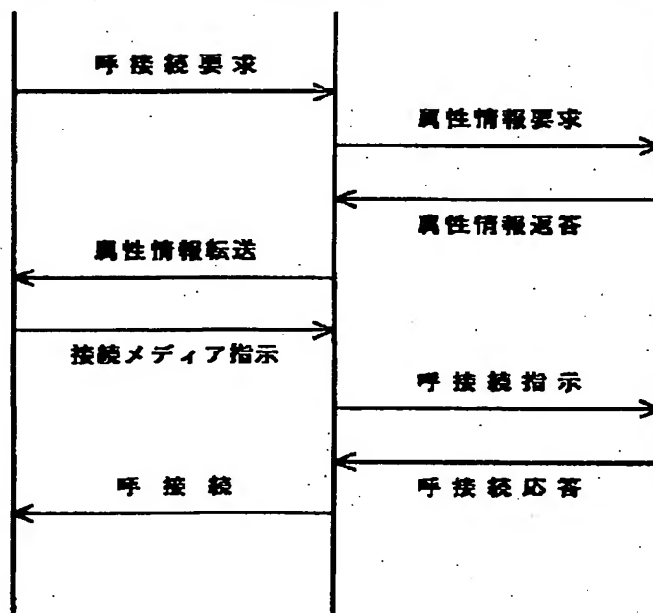 呼接続要求
属性情報要求
属性情報返答
属性情報転送
接続メディア指示
呼接続指示
呼接続応答
呼接続